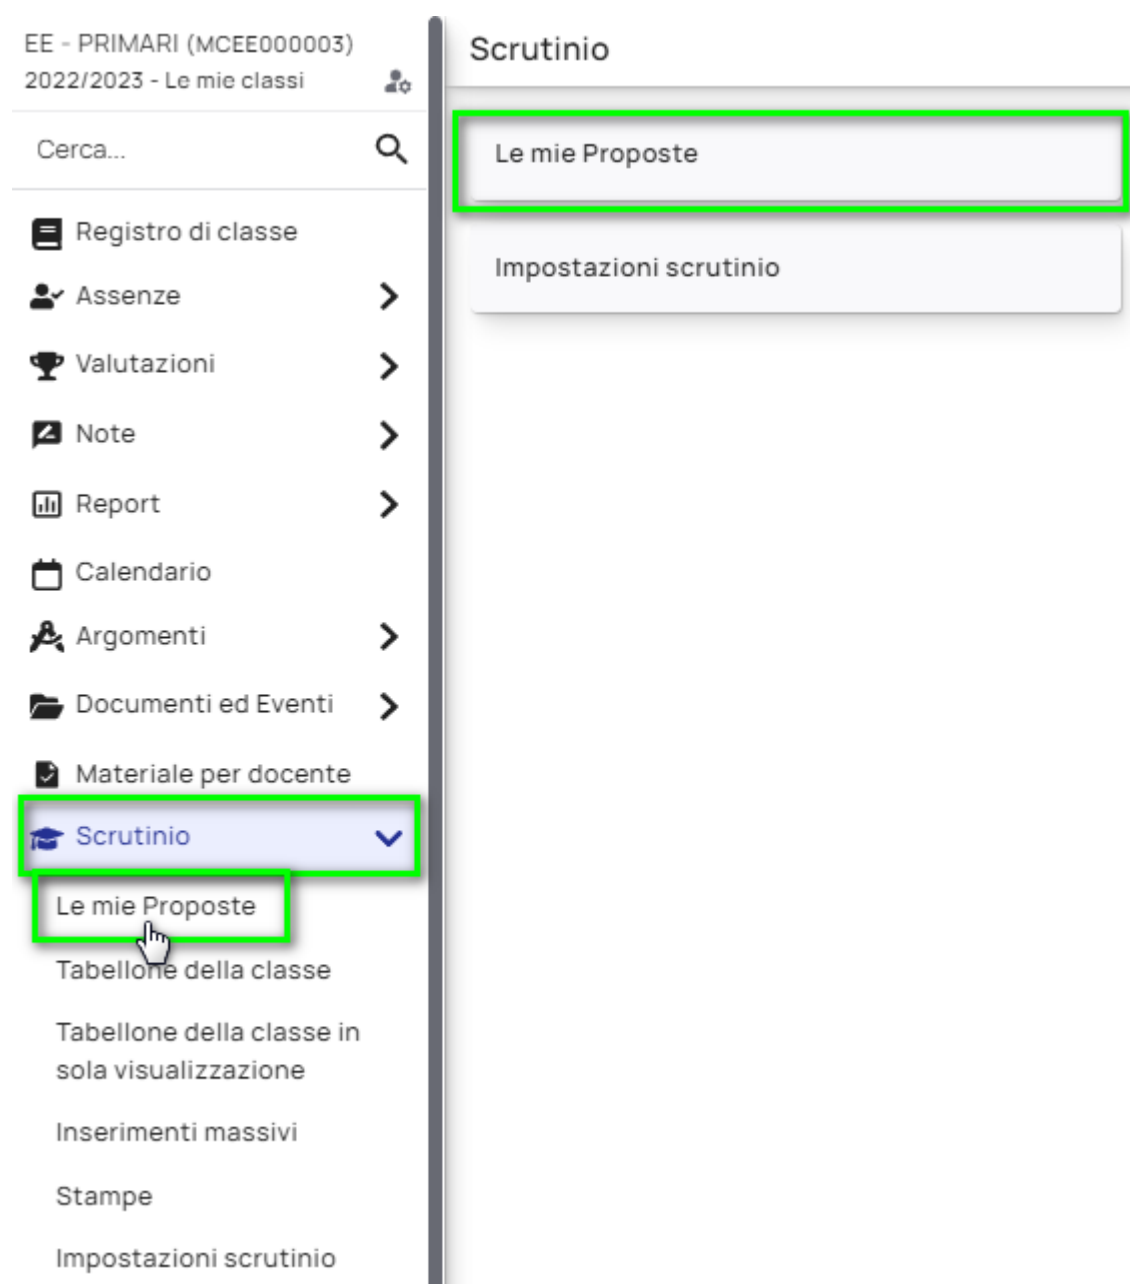 EE - PRIMARI (MCEE000003)
2022/2023 - Le mie classi
Cerca...
Registro di classe
Assenze
Valutazioni
Note
Report
Calendario
Argomenti
Documenti ed Eventi
Materiale per docente
Scrutinio
Le mie Proposte
Tabellone della classe
Tabellone della classe in
sola visualizzazione
Inserimenti massivi
Stampe
Impostazioni scrutinio
Scrutinio
Le mie Proposte
Impostazioni scrutinio